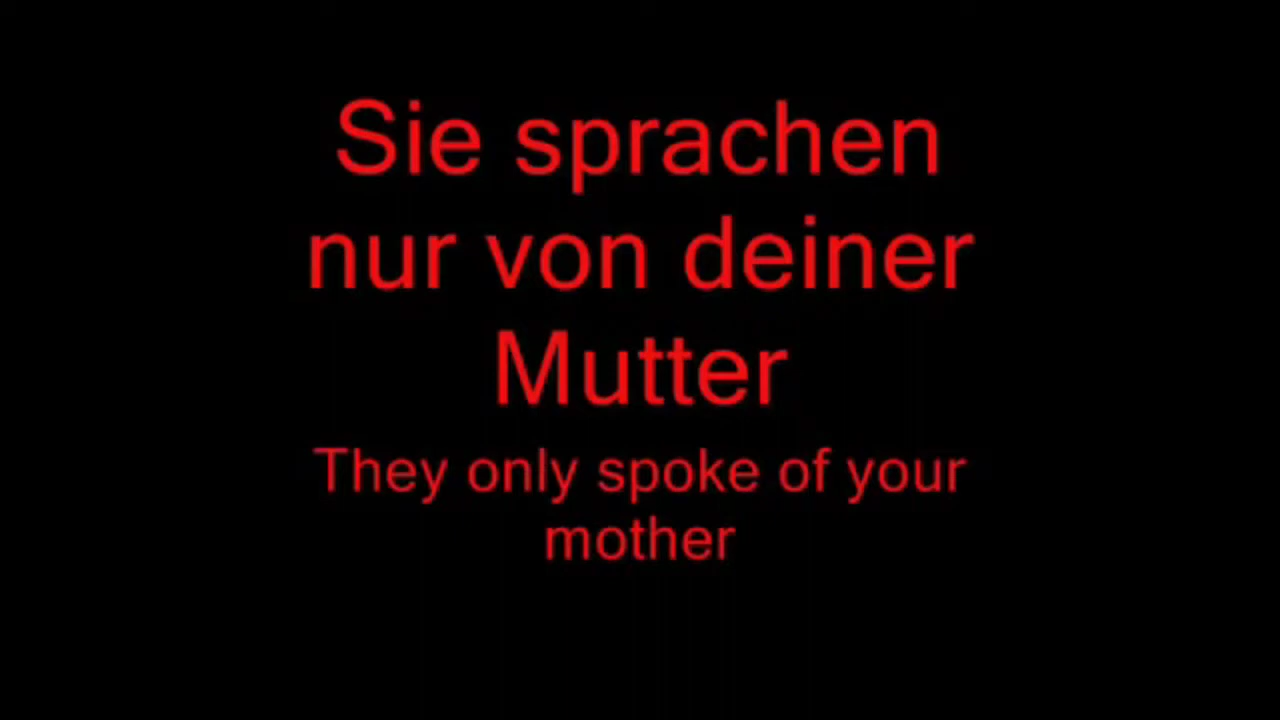 Sie sprachen
nur von deiner
Mutter
They only spoke of your
mother